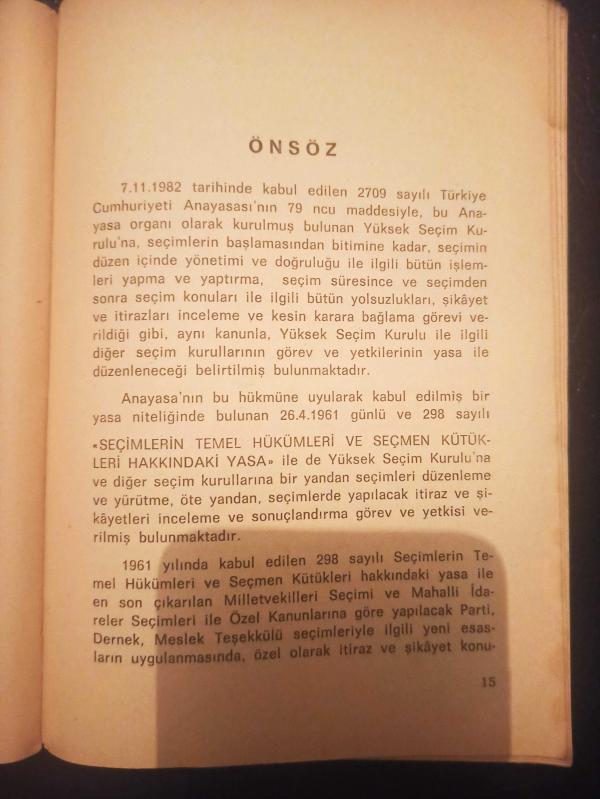 ÖNSÖZ
7.11.1982 tarihinde kabul edilen 2709 sayılı Türkiye
Cumhuriyeti Anayasası'nın 79 ncu maddesiyle, bu Ana-
yasa organı olarak kurulmuş bulunan Yüksek Seçim Ku-
rulu'na, seçimlerin başlamasından bitimine kadar, seçimin
düzen içinde yönetimi ve doğruluğu ile ilgili bütün işlem-
leri yapma ve yaptırma, seçim süresince ve seçimden
sonra seçim konuları ile ilgili bütün yolsuzlukları, şikâyet
ve itirazları inceleme ve kesin karara bağlama görevi ve-
rildiği gibi, aynı kanunla, Yüksek Seçim Kurulu ile ilgili
diğer seçim kurullarının görev ve yetkilerinin yasa ile
düzenleneceği belirtilmiş bulunmaktadır.
Anayasa'nın bu hükmüne uyularak kabul edilmiş bir
yasa niteliğinde bulunan 26.4.1961 günlü ve 298 sayılı
«SEÇİMLERİN TEMEL HÜKÜMLERİ VE SEÇMEN KÜTÜK-
LERİ HAKKINDAKİ YASA» ile de Yüksek Seçim Kurulu'na
ve diğer seçim kurullarına bir yandan seçimleri düzenleme
ve yürütme, öte yandan, seçimlerde yapılacak itiraz ve şi-
kâyetleri inceleme ve sonuçlandırma görev ve yetkisi ve-
rilmiş bulunmaktadır.
1961 yılında kabul edilen 298 sayılı Seçimlerin Te-
mel Hükümleri ve Seçmen Kütükleri hakkındaki yasa ile
en son çıkarılan Milletvekilleri Seçimi ve Mahalli İda-
reler Seçimleri ile Özel Kanunlarına göre yapılacak Parti,
Dernek, Meslek Teşekkülü seçimleriyle ilgili yeni esas-
ların uygulanmasında, özel olarak itiraz ve şikâyet konu-
15